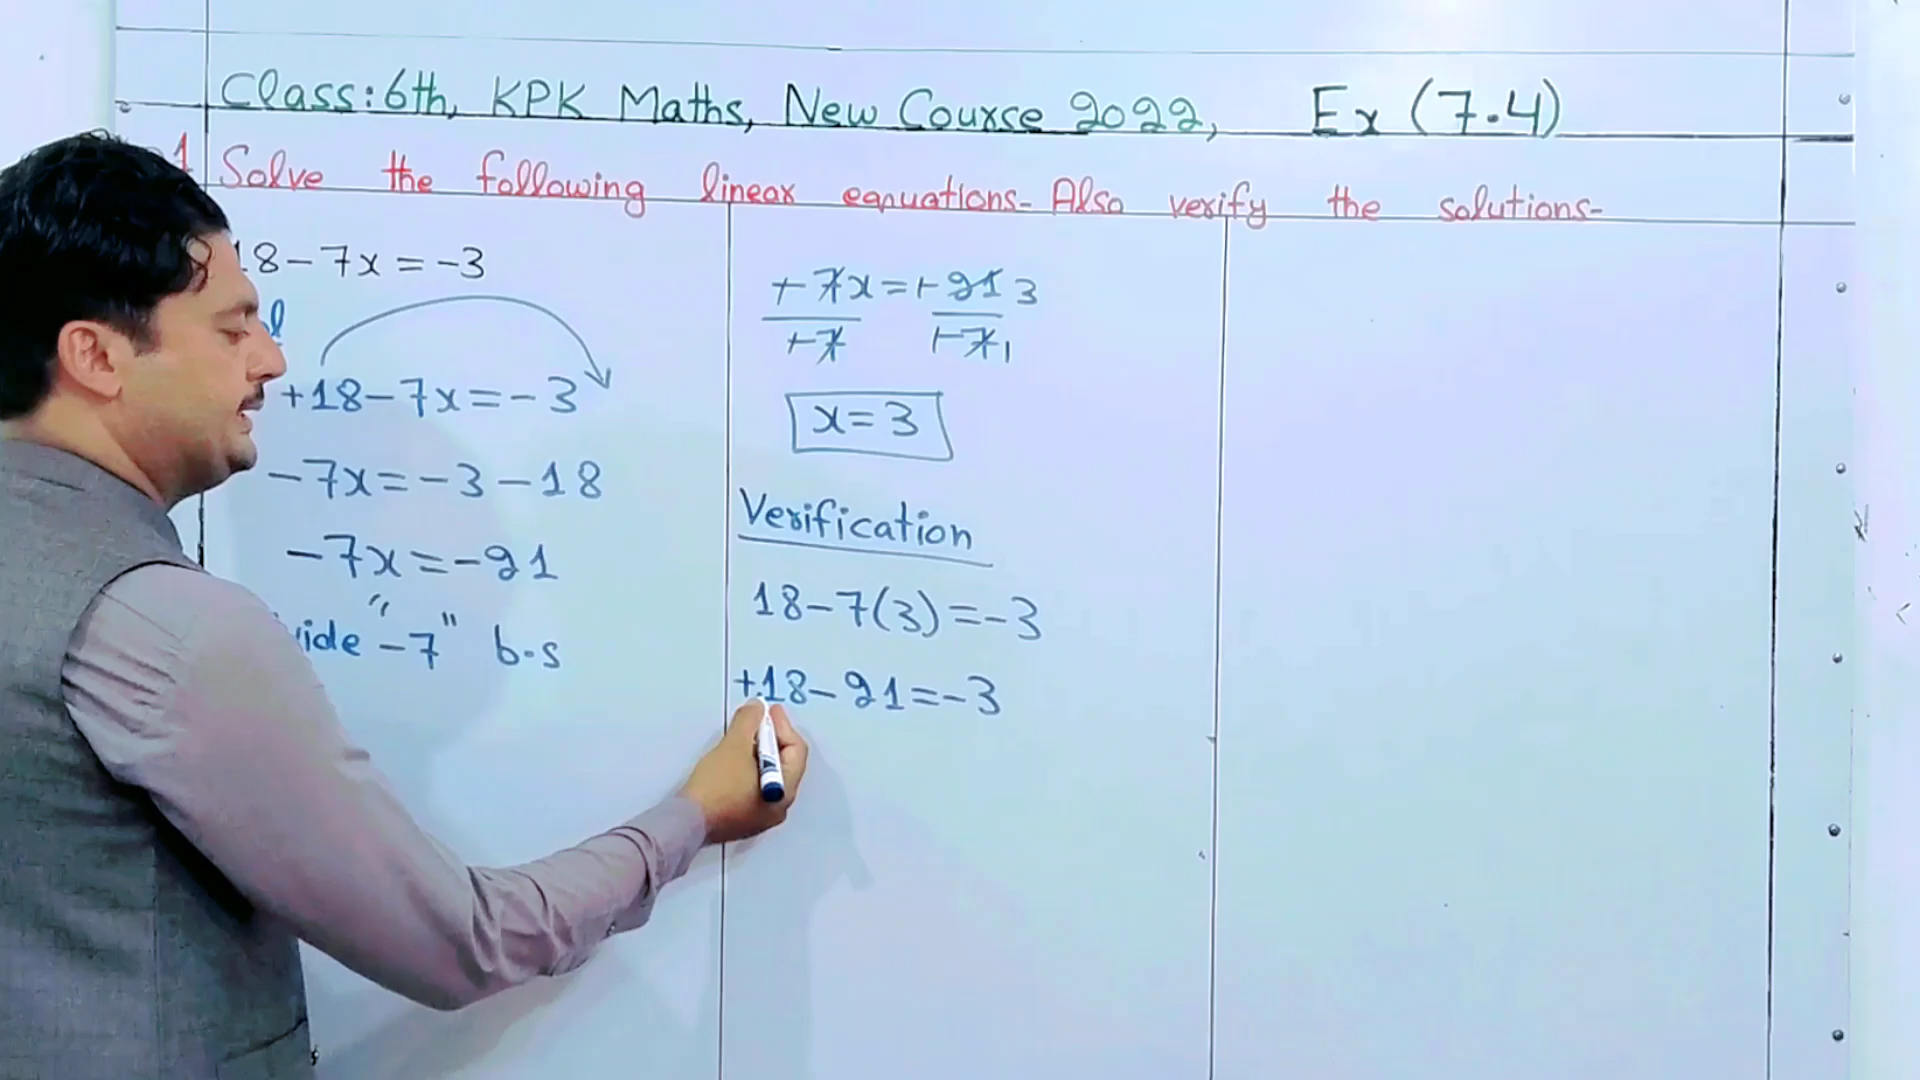 Class: 6th, KPK Maths, New Course 2022, Ex (7.4)
1 Solve the following linear equations- Also verify the solutions-
18-7x=-3
+18-7x=-3
-7x=-3-18
-7x=-21
"-7" b.s
+7x=+21 3
+7 +7 1
x=3
Verification
18-7(3)=-3
+18-21=-3